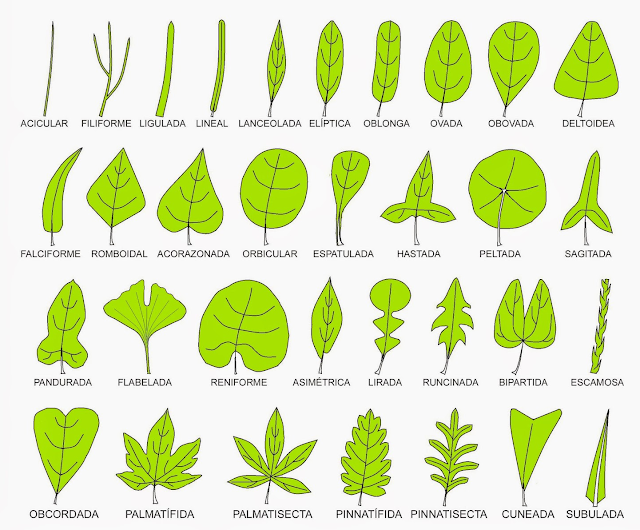 ACICULAR FILIFORME LIGULADA LINEAL LANCEOLADA ELÍPTICA OBLONGA OVADA OBOVADA DELTOIDEA
FALCIFORME ROMBOIDAL ACORAZONADA ORBICULAR ESPATULADA HASTADA PELTADA SAGITADA
PANDURADA FLABELADA RENIFORME ASIMÉTRICA LIRADA RUNCINADA BIPARTIDA ESCAMOSA
OBCORDADA PALMATÍFIDA PALMATISECTA PINNATÍFIDA PINNATISECTA CUNEADA SUBULADA